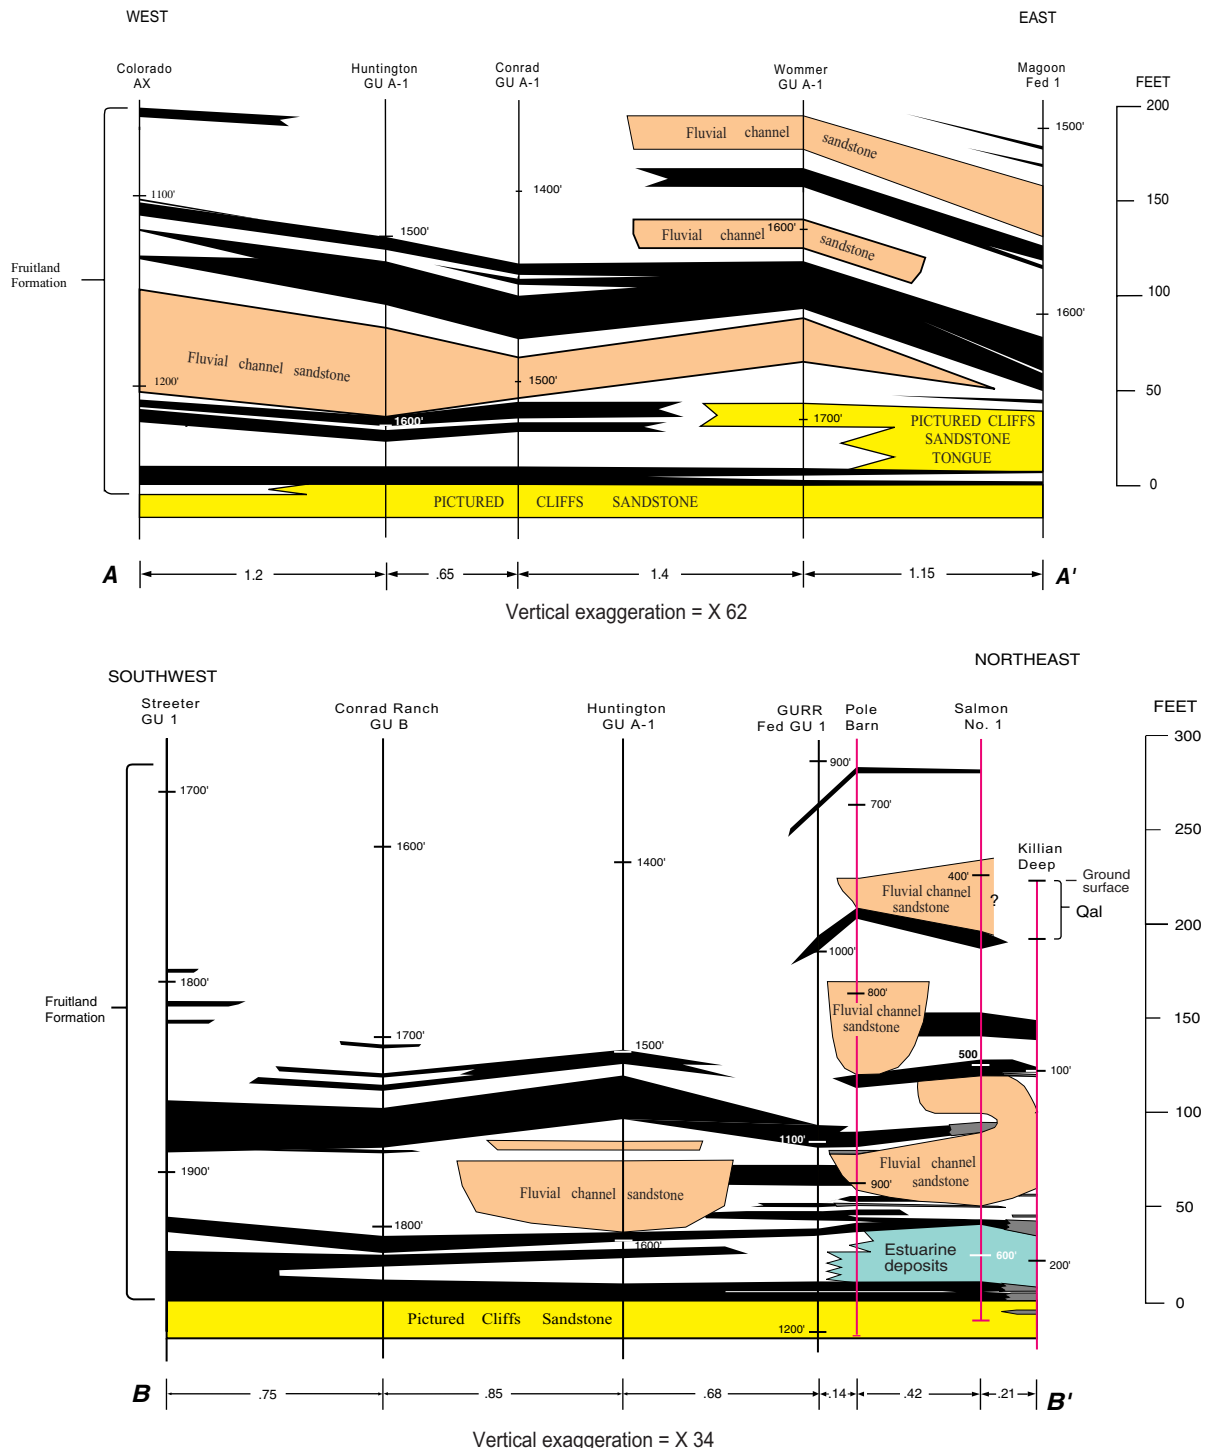 WEST
EAST
Colorado
AX
Huntington
GU A-1
Conrad
GU A-1
Wommer
GU A-1
Magoon
Fed 1
FEET
200
1500'
Fluvial channel
sandstone
1400'
1100'
150
1500'
Fluvial channel
1600'
sandstone
Fruitland
Formation
100
1600'
Fluvial channel sandstone
1200'
1500'
50
1600'
1700'
PICTURED CLIFFS
SANDSTONE
TONGUE
0
PICTURED CLIFFS SANDSTONE
A
1.2
.65
1.4
1.15
A'
Vertical exaggeration = X 62
SOUTHWEST
NORTHEAST
Streeter
GU 1
Conrad Ranch
GU B
Huntington
GU A-1
GURR
Fed GU 1
Pole
Barn
Salmon
No. 1
FEET
300
900'
1700'
700'
250
1600'
1400'
Killian
Deep
400'
Ground
surface
Fluvial channel
sandstone
?
Qal
200
1000'
1800'
800'
Fruitland
Formation
Fluvial channel
sandstone
150
1700'
1500'
500
100'
100
1100'
Fluvial channel
sandstone
1900'
900'
Fluvial channel sandstone
50
1800'
1600'
Estuarine
deposits
600'
200'
0
Pictured Cliffs Sandstone
1200'
B
.75
.85
.68
.14
.42
.21
B'
Vertical exaggeration = X 34